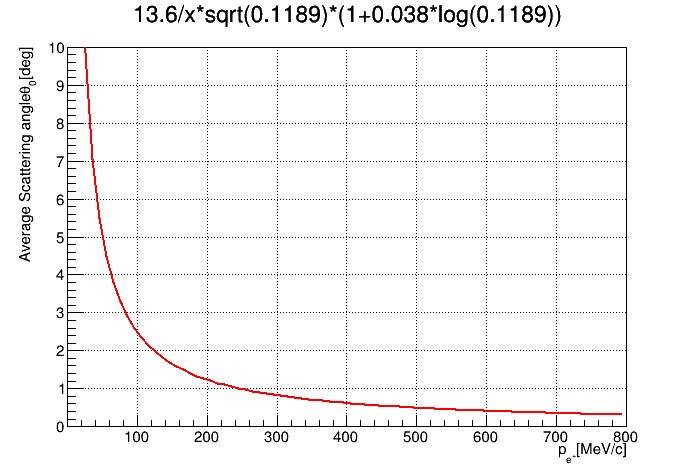 13.6/x*sqrt(0.1189)*(1+0.038*log(0.1189))
Average Scattering angleθ0[deg]
10
9
8
7
6
5
4
3
2
1
0
100 200 300 400 500 600 700 800
pe-[MeV/c]